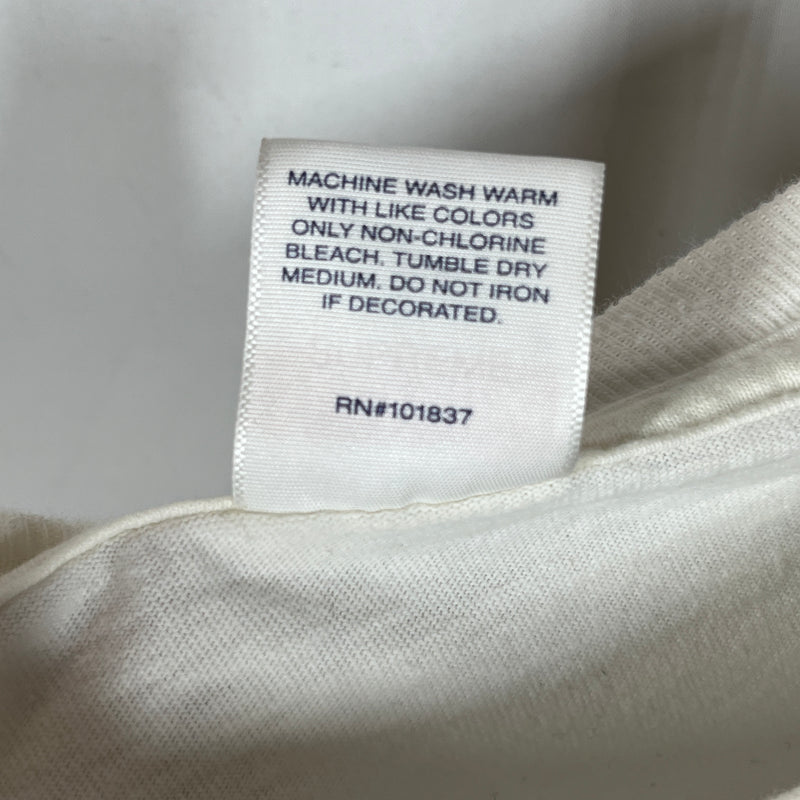 MACHINE WASH WARM
WITH LIKE COLORS
ONLY NON-CHLORINE
BLEACH. TUMBLE DRY
MEDIUM. DO NOT IRON
IF DECORATED.
RN#101837